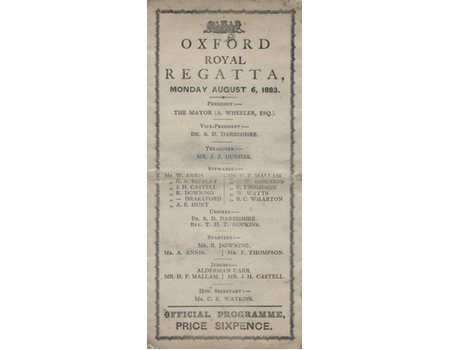 OXFORD
ROYAL
REGATTA,
MONDAY AUGUST 6, 1883.
PRESIDENT:—
THE MAYOR (A. WHEELER, ESQ.).
VICE-PRESIDENT:—
DR. S. D. DARBISHIRE.
TREASURER:—
MR. J. J. HUGHES.
STEWARDS:—
MR. W. ANNIS. MR. H. P. MALLAM.
„ J. H. CASTELL „ F. THOMPSON
„ R. DOWNING „ W. WATTS
„ — DRAKEFORD „ R. C. WHARTON
„ A. E. HUNT
UMPIRES:—
DR. S. D. DARBISHIRE.
REV. T. H. T. HOPKINS.
STARTERS:—
MR. R. DOWNING.
MR. A. ANNIS. | MR. F. THOMPSON.
JUDGES:—
ALDERMAN CARR.
MR. H. P. MALLAM. | MR. J. H. CASTELL.
HON. SECRETARY:—
MR. C. E. WATKINS.
OFFICIAL PROGRAMME,
PRICE SIXPENCE.